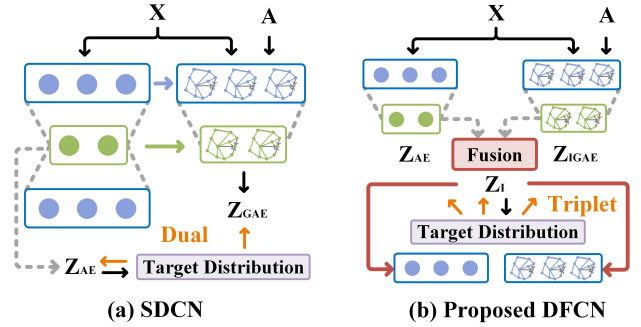 X
A
Z_GAE
Dual
Z_AE
Target Distribution
(a) SDCN
X
A
Z_AE
Fusion
Z_IGAE
Z_I
Triplet
Target Distribution
(b) Proposed DFCN